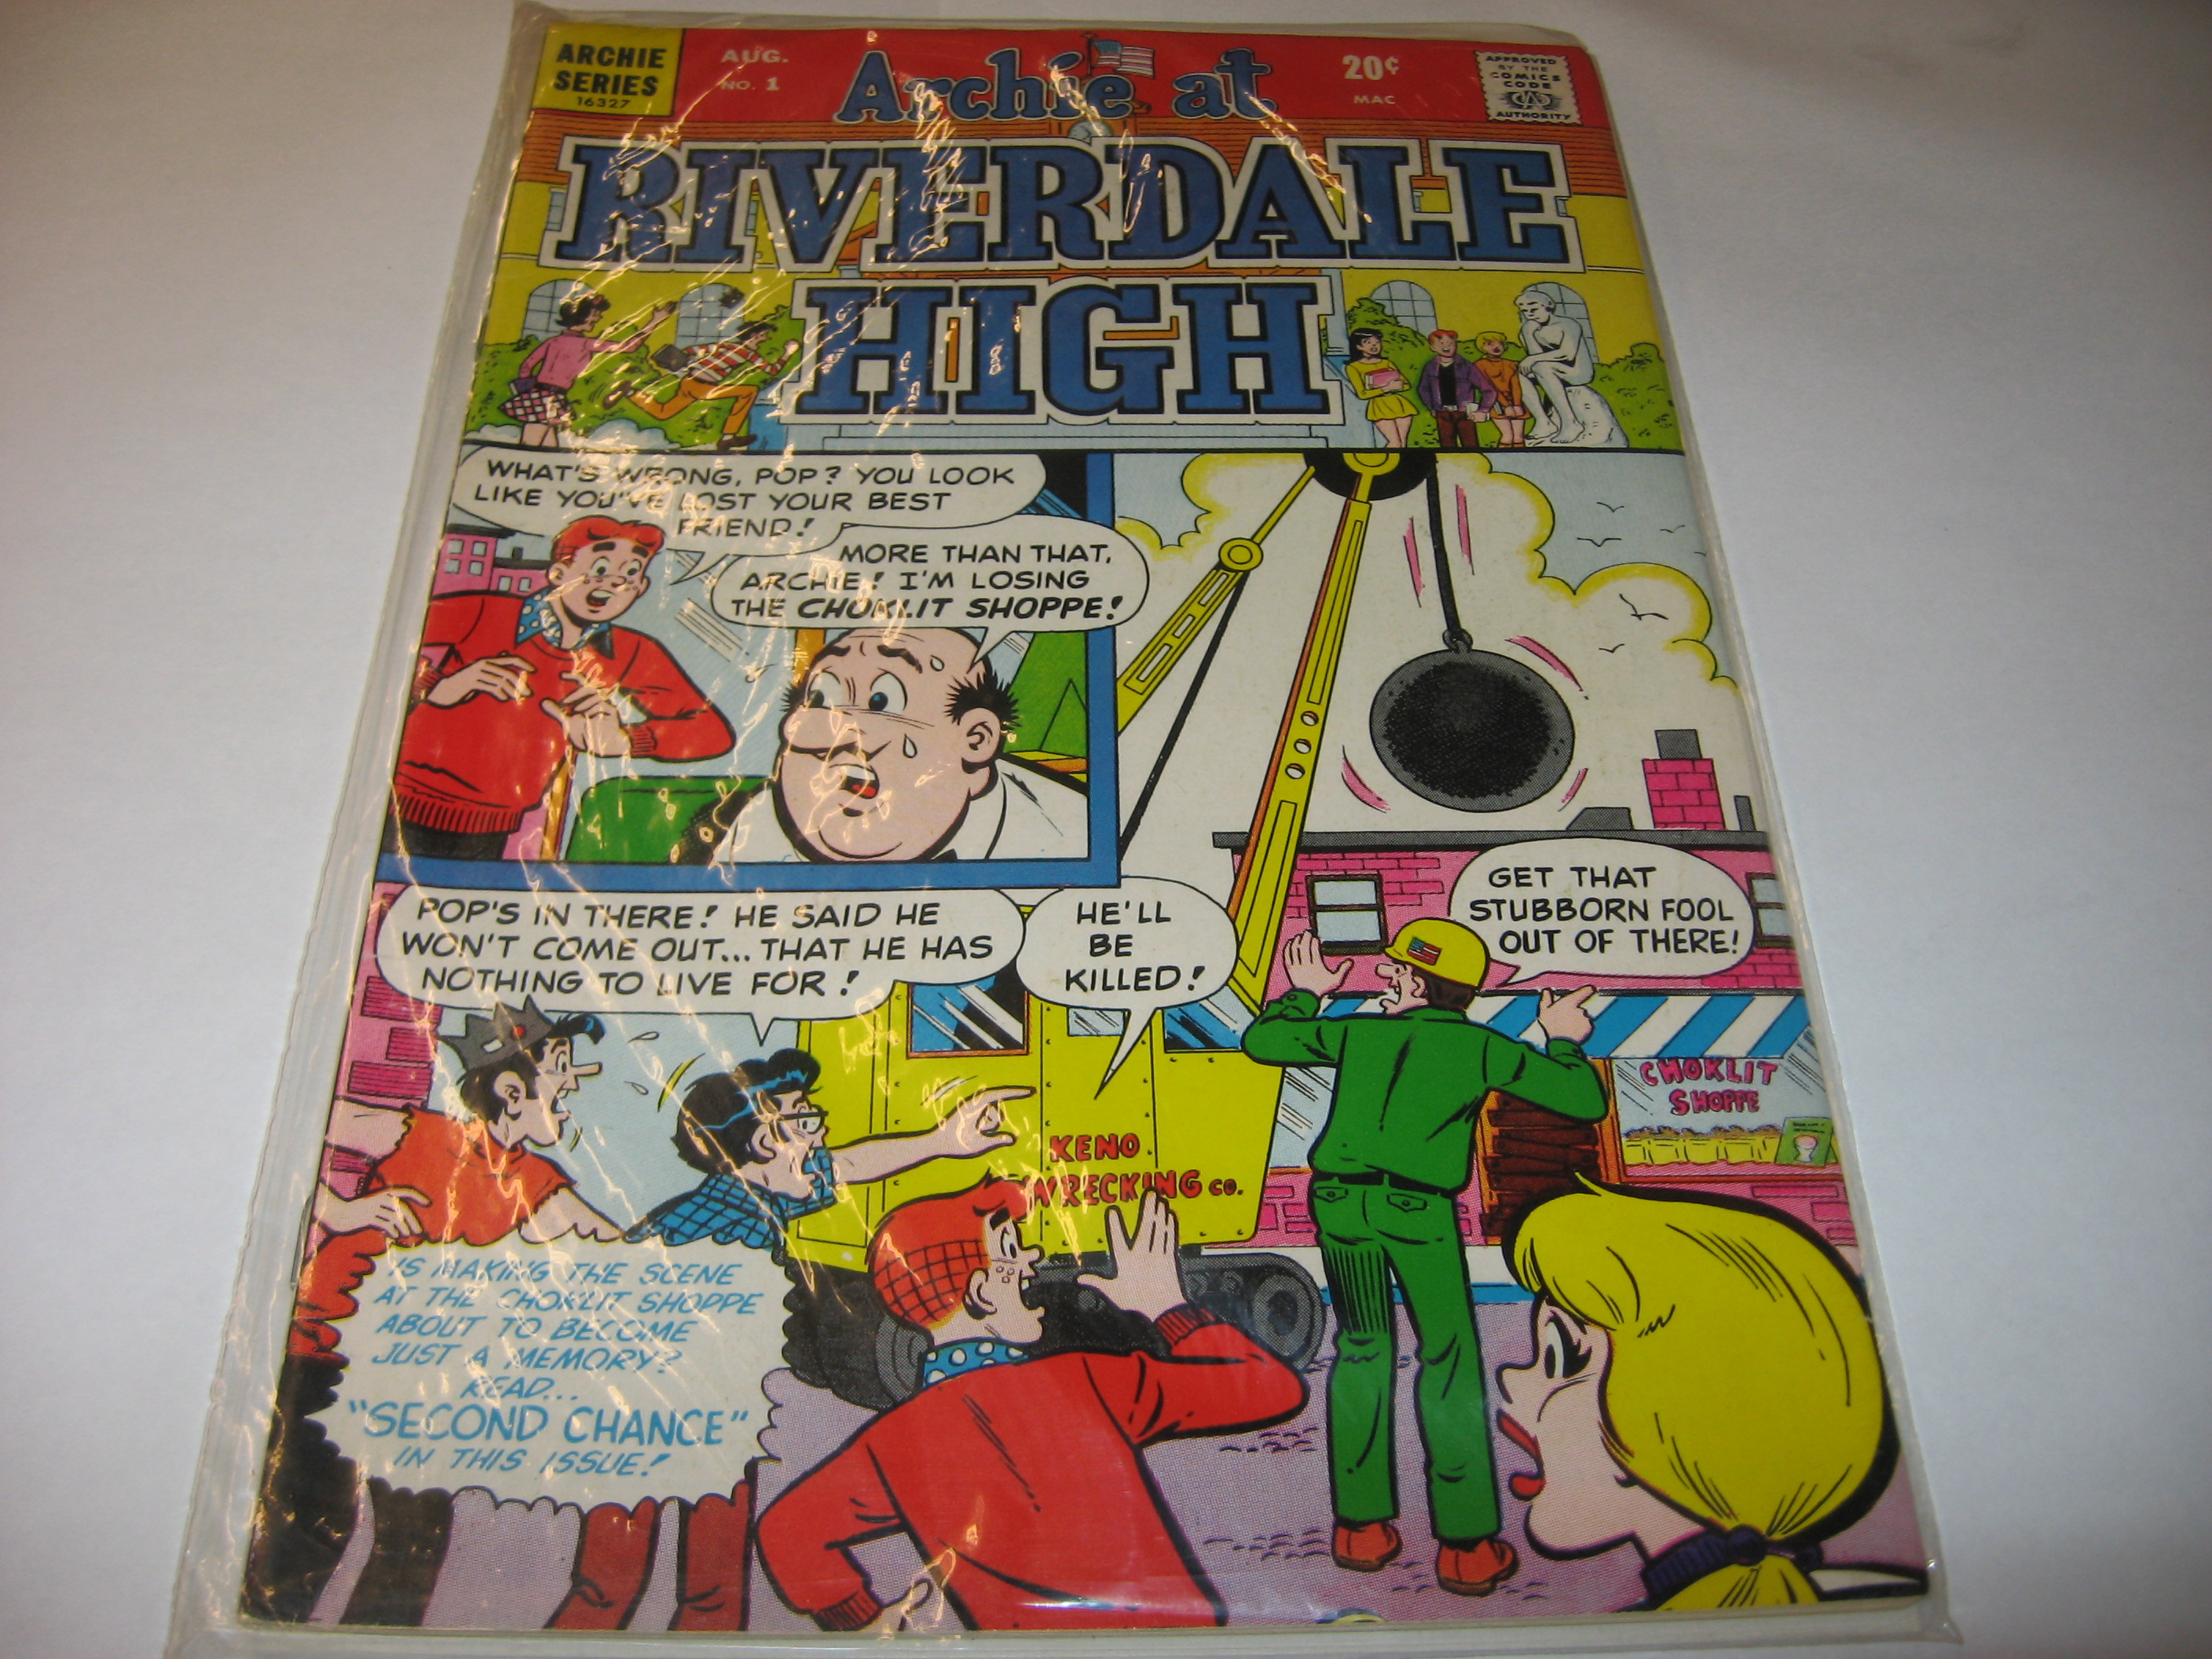 ARCHIE
SERIES
16327
AUG.
NO. 1
Archie at
20¢
MAC
APPROVED
BY THE
COMICS
CODE
AUTHORITY
RIVERDALE
HIGH
WHAT'S WRONG, POP? YOU LOOK
LIKE YOU'VE LOST YOUR BEST
FRIEND!
MORE THAN THAT,
ARCHIE! I'M LOSING
THE CHOKLIT SHOPPE!
POP'S IN THERE! HE SAID HE
WON'T COME OUT... THAT HE HAS
NOTHING TO LIVE FOR!
HE'LL
BE
KILLED!
GET THAT
STUBBORN FOOL
OUT OF THERE!
CHOKLIT
SHOPPE
KENO
WRECKING CO.
IS MAKING THE SCENE
AT THE CHOKLIT SHOPPE
ABOUT TO BECOME
JUST A MEMORY?
READ...
"SECOND CHANCE"
IN THIS ISSUE!